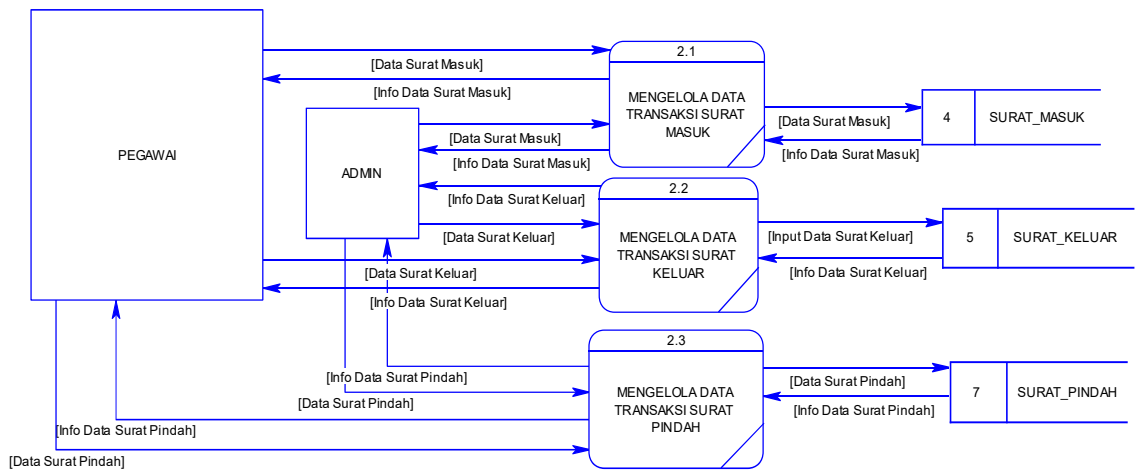 2.1
[Data Surat Masuk]
[Info Data Surat Masuk]
MENGELOLA DATA
TRANSAKSI SURAT
MASUK
[Data Surat Masuk]
4
SURAT_MASUK
[Data Surat Masuk]
[Info Data Surat Masuk]
[Info Data Surat Masuk]
PEGAWAI
ADMIN
2.2
[Info Data Surat Keluar]
[Data Surat Keluar]
MENGELOLA DATA
TRANSAKSI SURAT
KELUAR
[Input Data Surat Keluar]
5
SURAT_KELUAR
[Data Surat Keluar]
[Info Data Surat Keluar]
[Info Data Surat Keluar]
2.3
[Info Data Surat Pindah]
MENGELOLA DATA
TRANSAKSI SURAT
PINDAH
[Data Surat Pindah]
7
SURAT_PINDAH
[Data Surat Pindah]
[Info Data Surat Pindah]
[Info Data Surat Pindah]
[Data Surat Pindah]